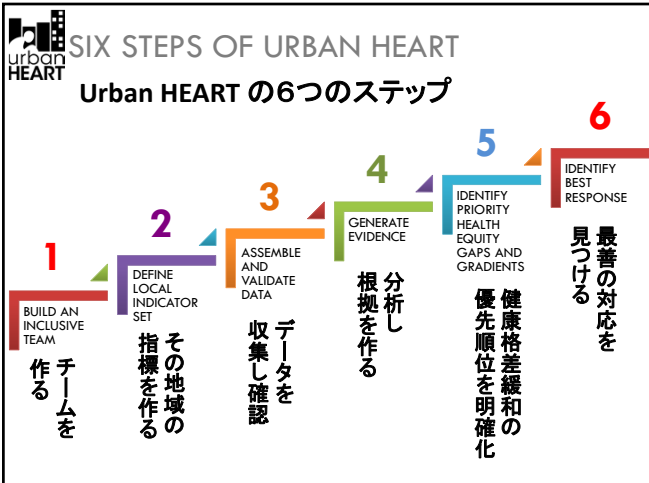 urban
HEART
SIX STEPS OF URBAN HEART
Urban HEART の6つのステップ
1
BUILD AN
INCLUSIVE
TEAM
チームを
作る
2
DEFINE
LOCAL
INDICATOR
SET
その地域の
指標を作る
3
ASSEMBLE
AND
VALIDATE
DATA
データを
収集し確認
4
GENERATE
EVIDENCE
分析し
根拠を作る
5
IDENTIFY
PRIORITY
HEALTH
EQUITY
GAPS AND
GRADIENTS
健康格差緩和の
優先順位を明確化
6
IDENTIFY
BEST
RESPONSE
最善の対応を
見つける